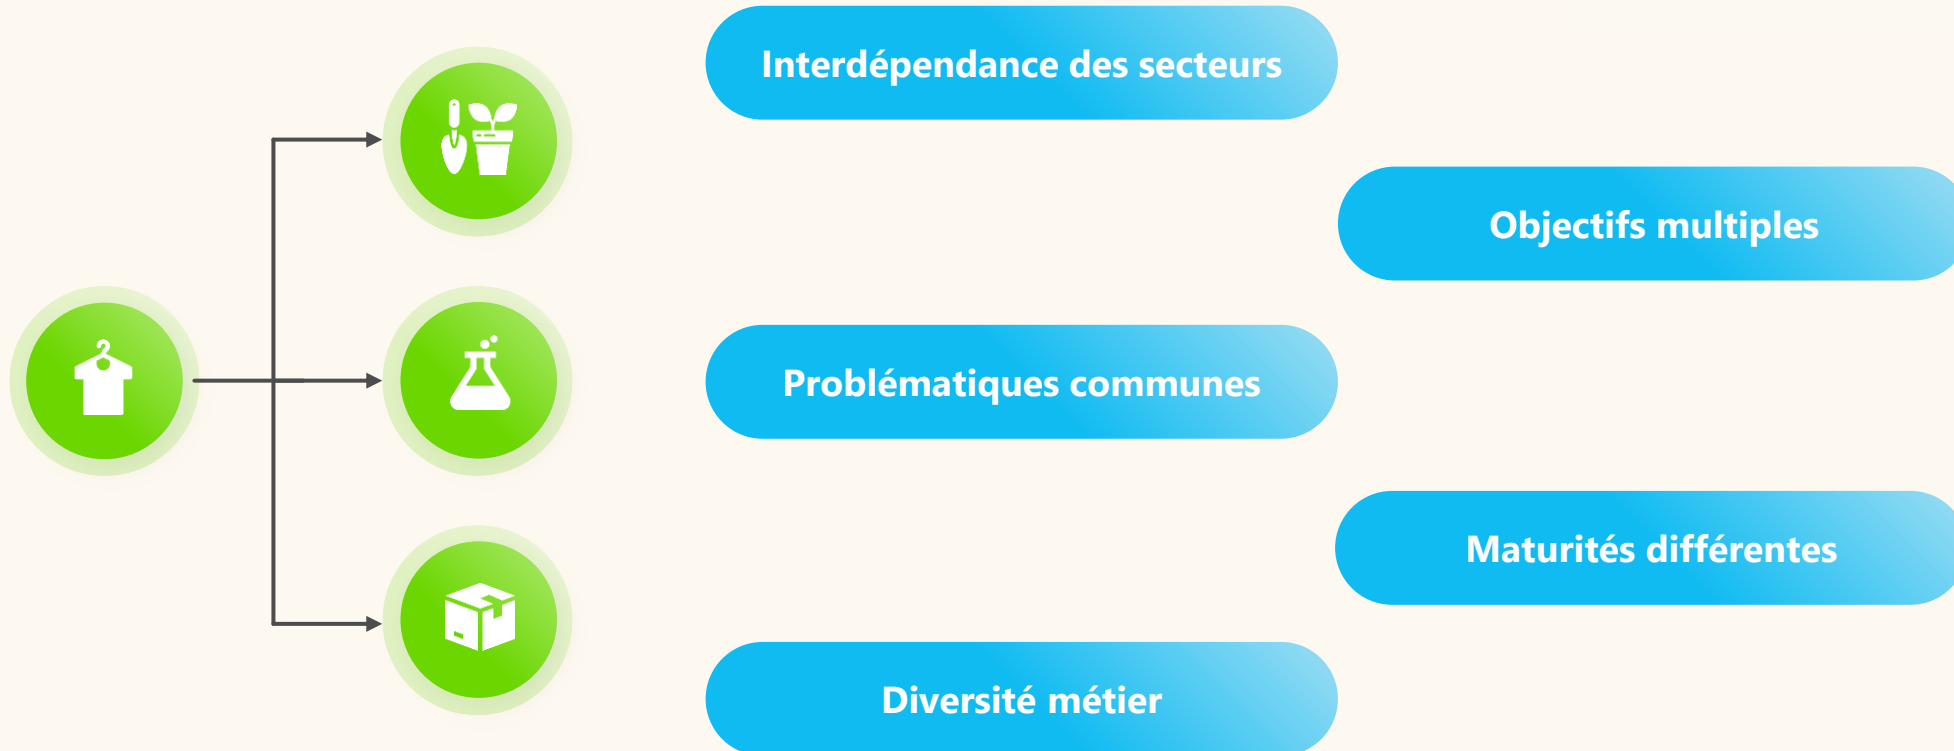 Interdépendance des secteurs
Objectifs multiples
Problématiques communes
Maturités différentes
Diversité métier